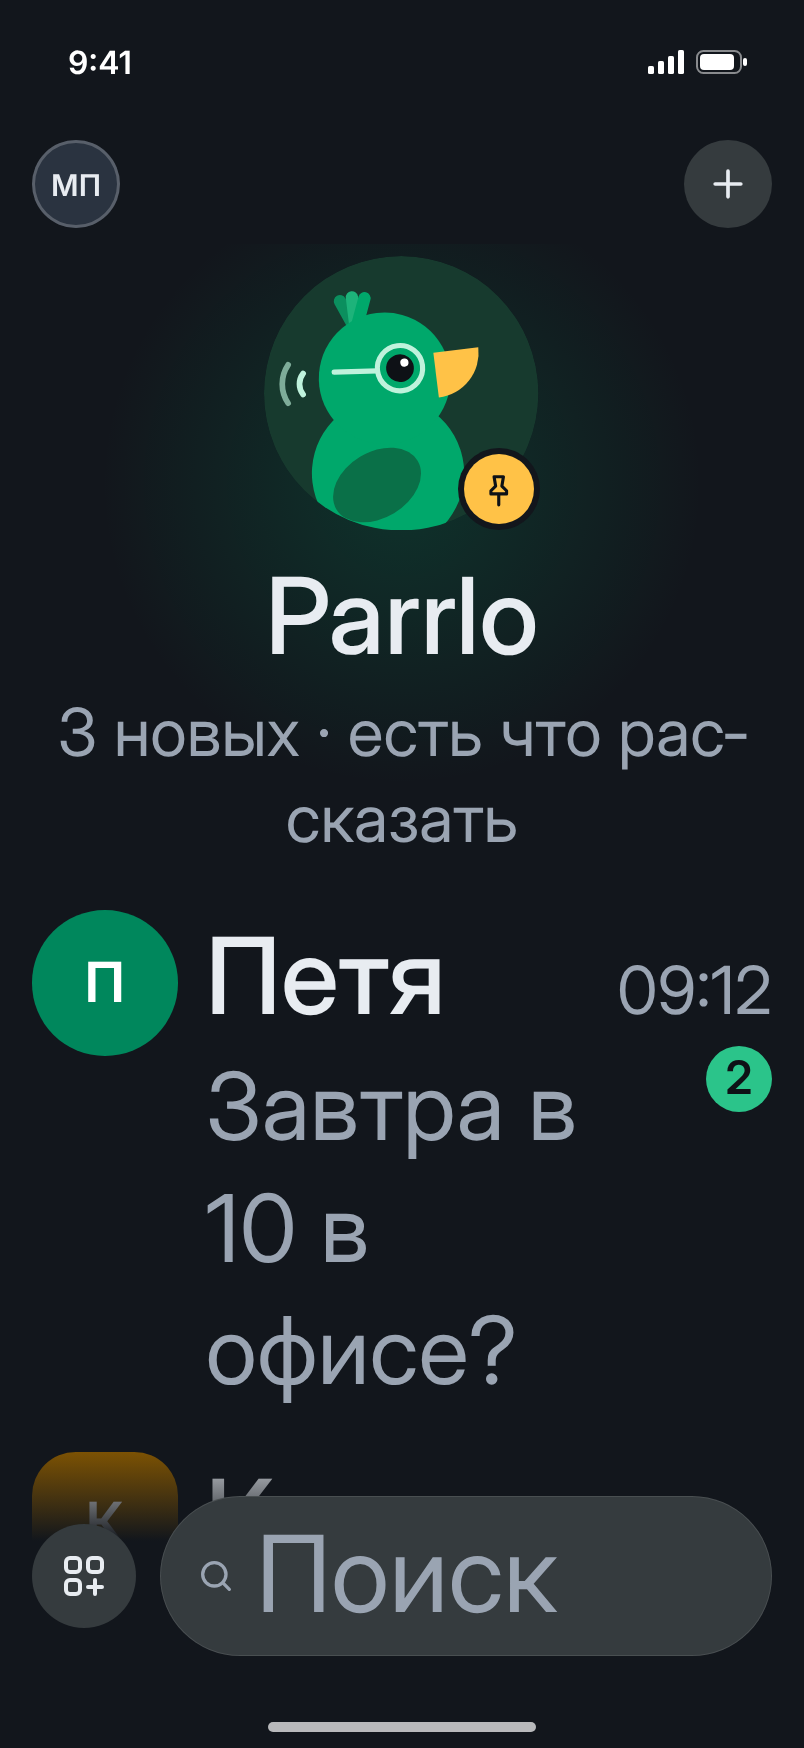 9:41
МП
Parrlo
3 новых · есть что рас-
сказать
П
Петя
09:12
Завтра в
2
10 в
офисе?
К
К
Поиск